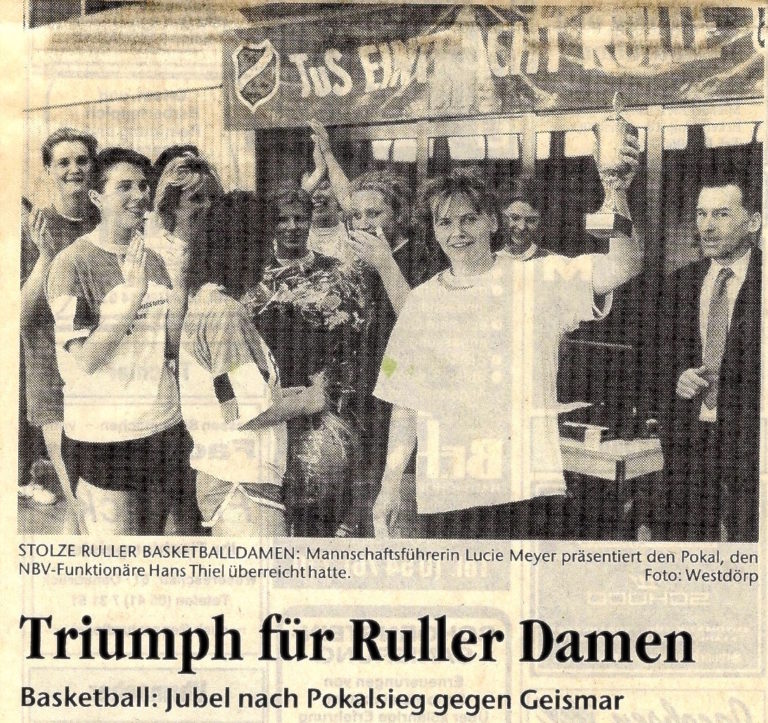 TuS EINTRACHT RULLE
STOLZE RULLER BASKETBALLDAMEN: Mannschaftsführerin Lucie Meyer präsentiert den Pokal, den
NBV-Funktionäre Hans Thiel überreicht hatte. Foto: Westdörp
Triumph für Ruller Damen
Basketball: Jubel nach Pokalsieg gegen Geismar